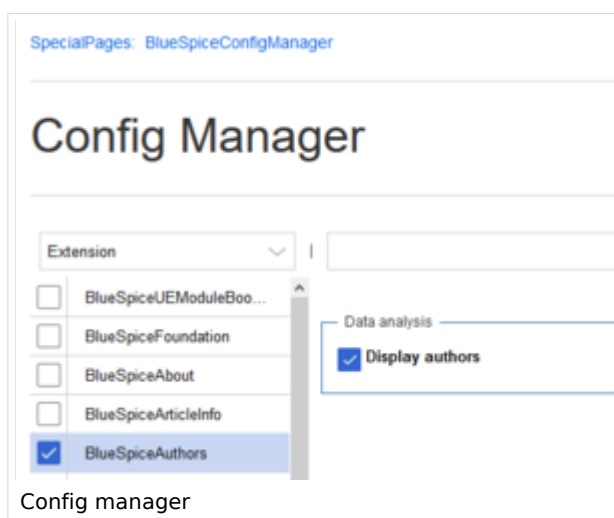 SpecialPages: BlueSpiceConfigManager
Config Manager
Extension |
BlueSpiceUEModuleBoo...
BlueSpiceFoundation
BlueSpiceAbout
BlueSpiceArticleInfo
BlueSpiceAuthors
Data analysis
Display authors
Config manager